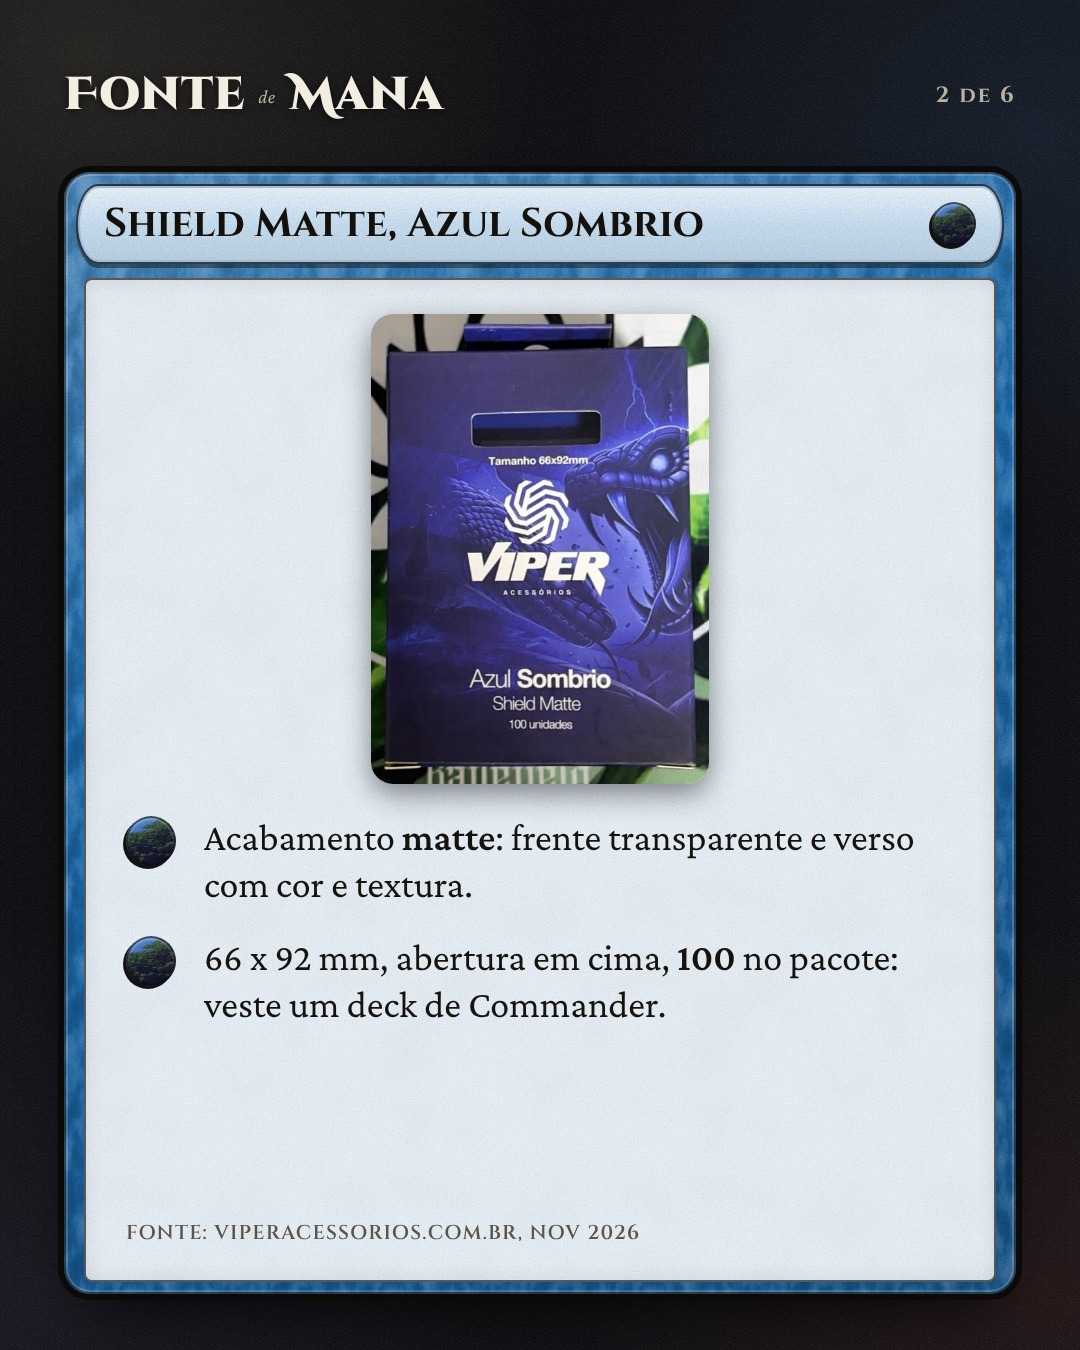 Fonte de Mana
2 de 6
Shield Matte, Azul Sombrio
Tamanho 66x92mm
VIPER
ACESSÓRIOS
Azul Sombrio
Shield Matte
100 unidades
Acabamento matte: frente transparente e verso
com cor e textura.
66 x 92 mm, abertura em cima, 100 no pacote:
veste um deck de Commander.
FONTE: VIPERACESSORIOS.COM.BR, NOV 2026